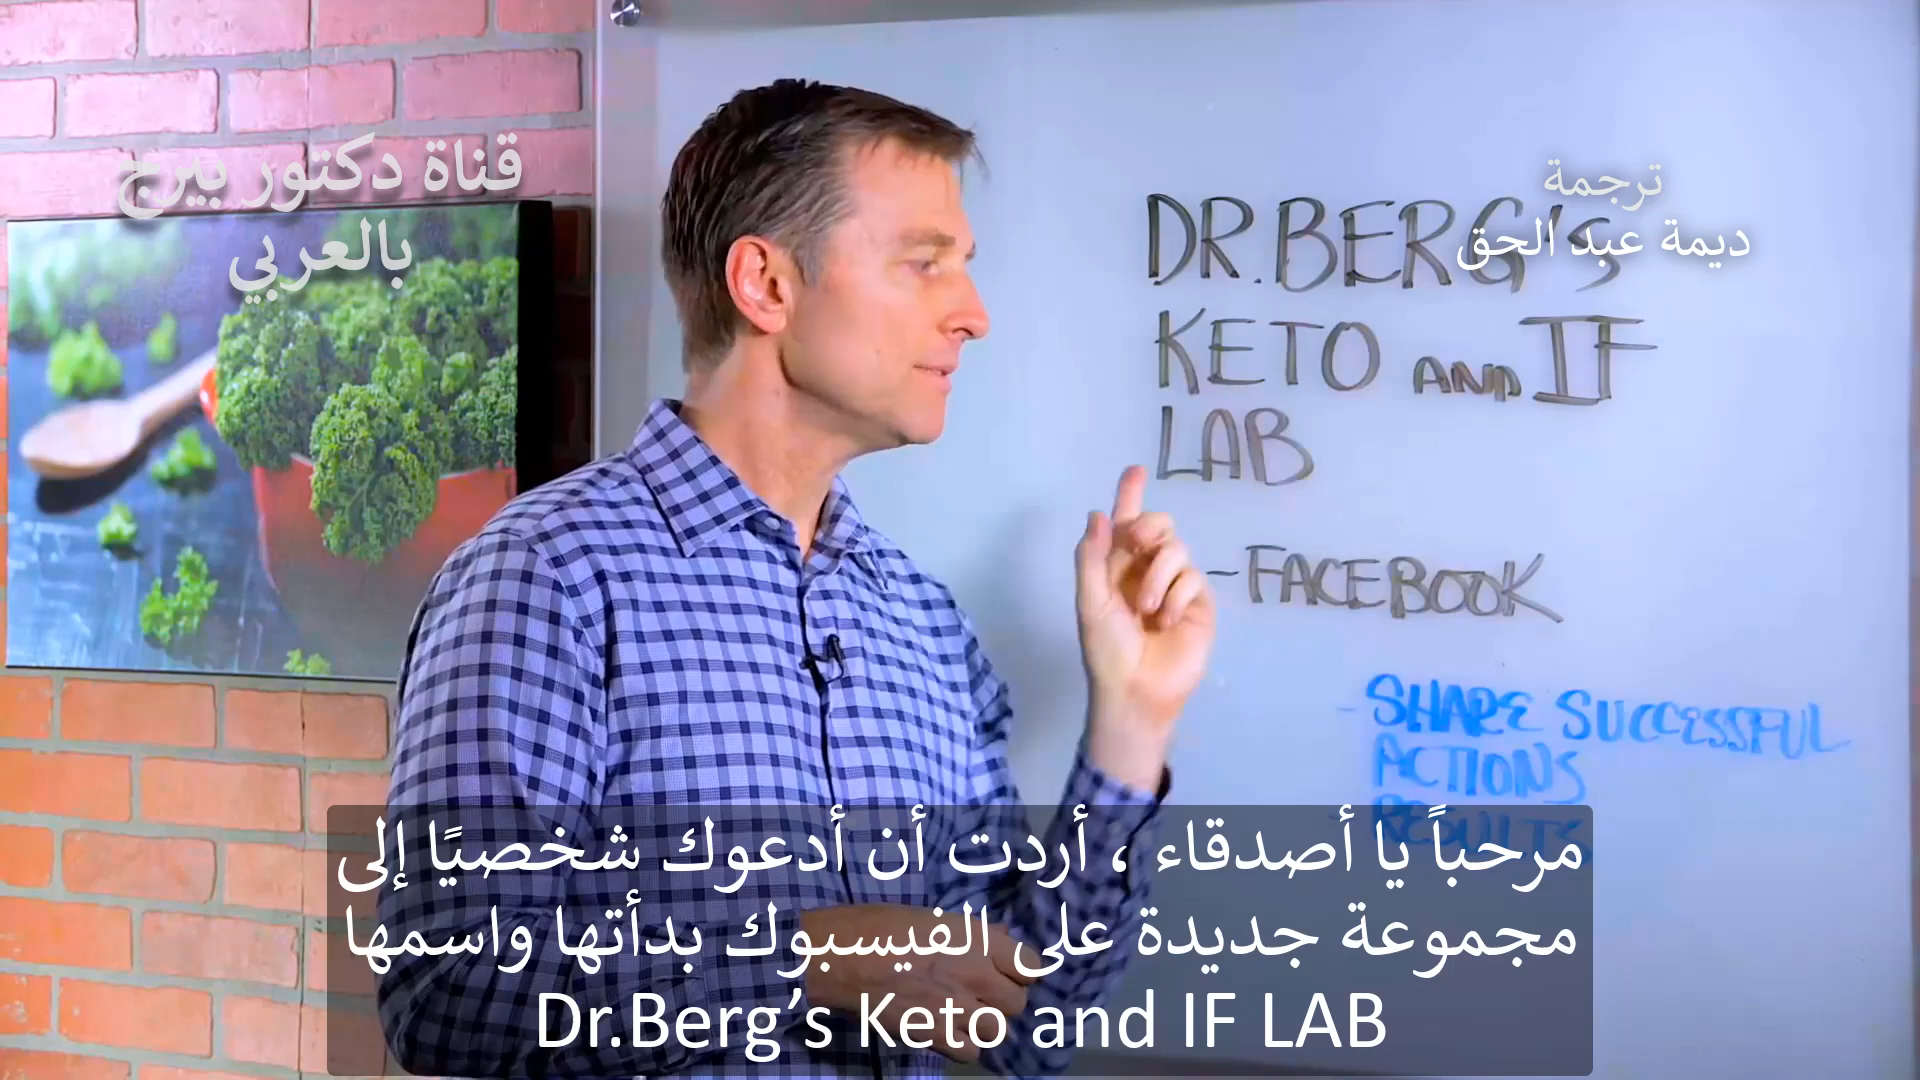 قناة دكتور بيرج
بالعربي
ترجمة
ديمة عبد الحق
DR. BERG'S
KETO AND IF
LAB
- FACEBOOK
- SHARE SUCCESSFUL
ACTIONS
RESULTS
مرحباً يا أصدقاء ، أردت أن أدعوك شخصيًا إلى
مجموعة جديدة على الفيسبوك بدأتها واسمها
Dr.Berg’s Keto and IF LAB